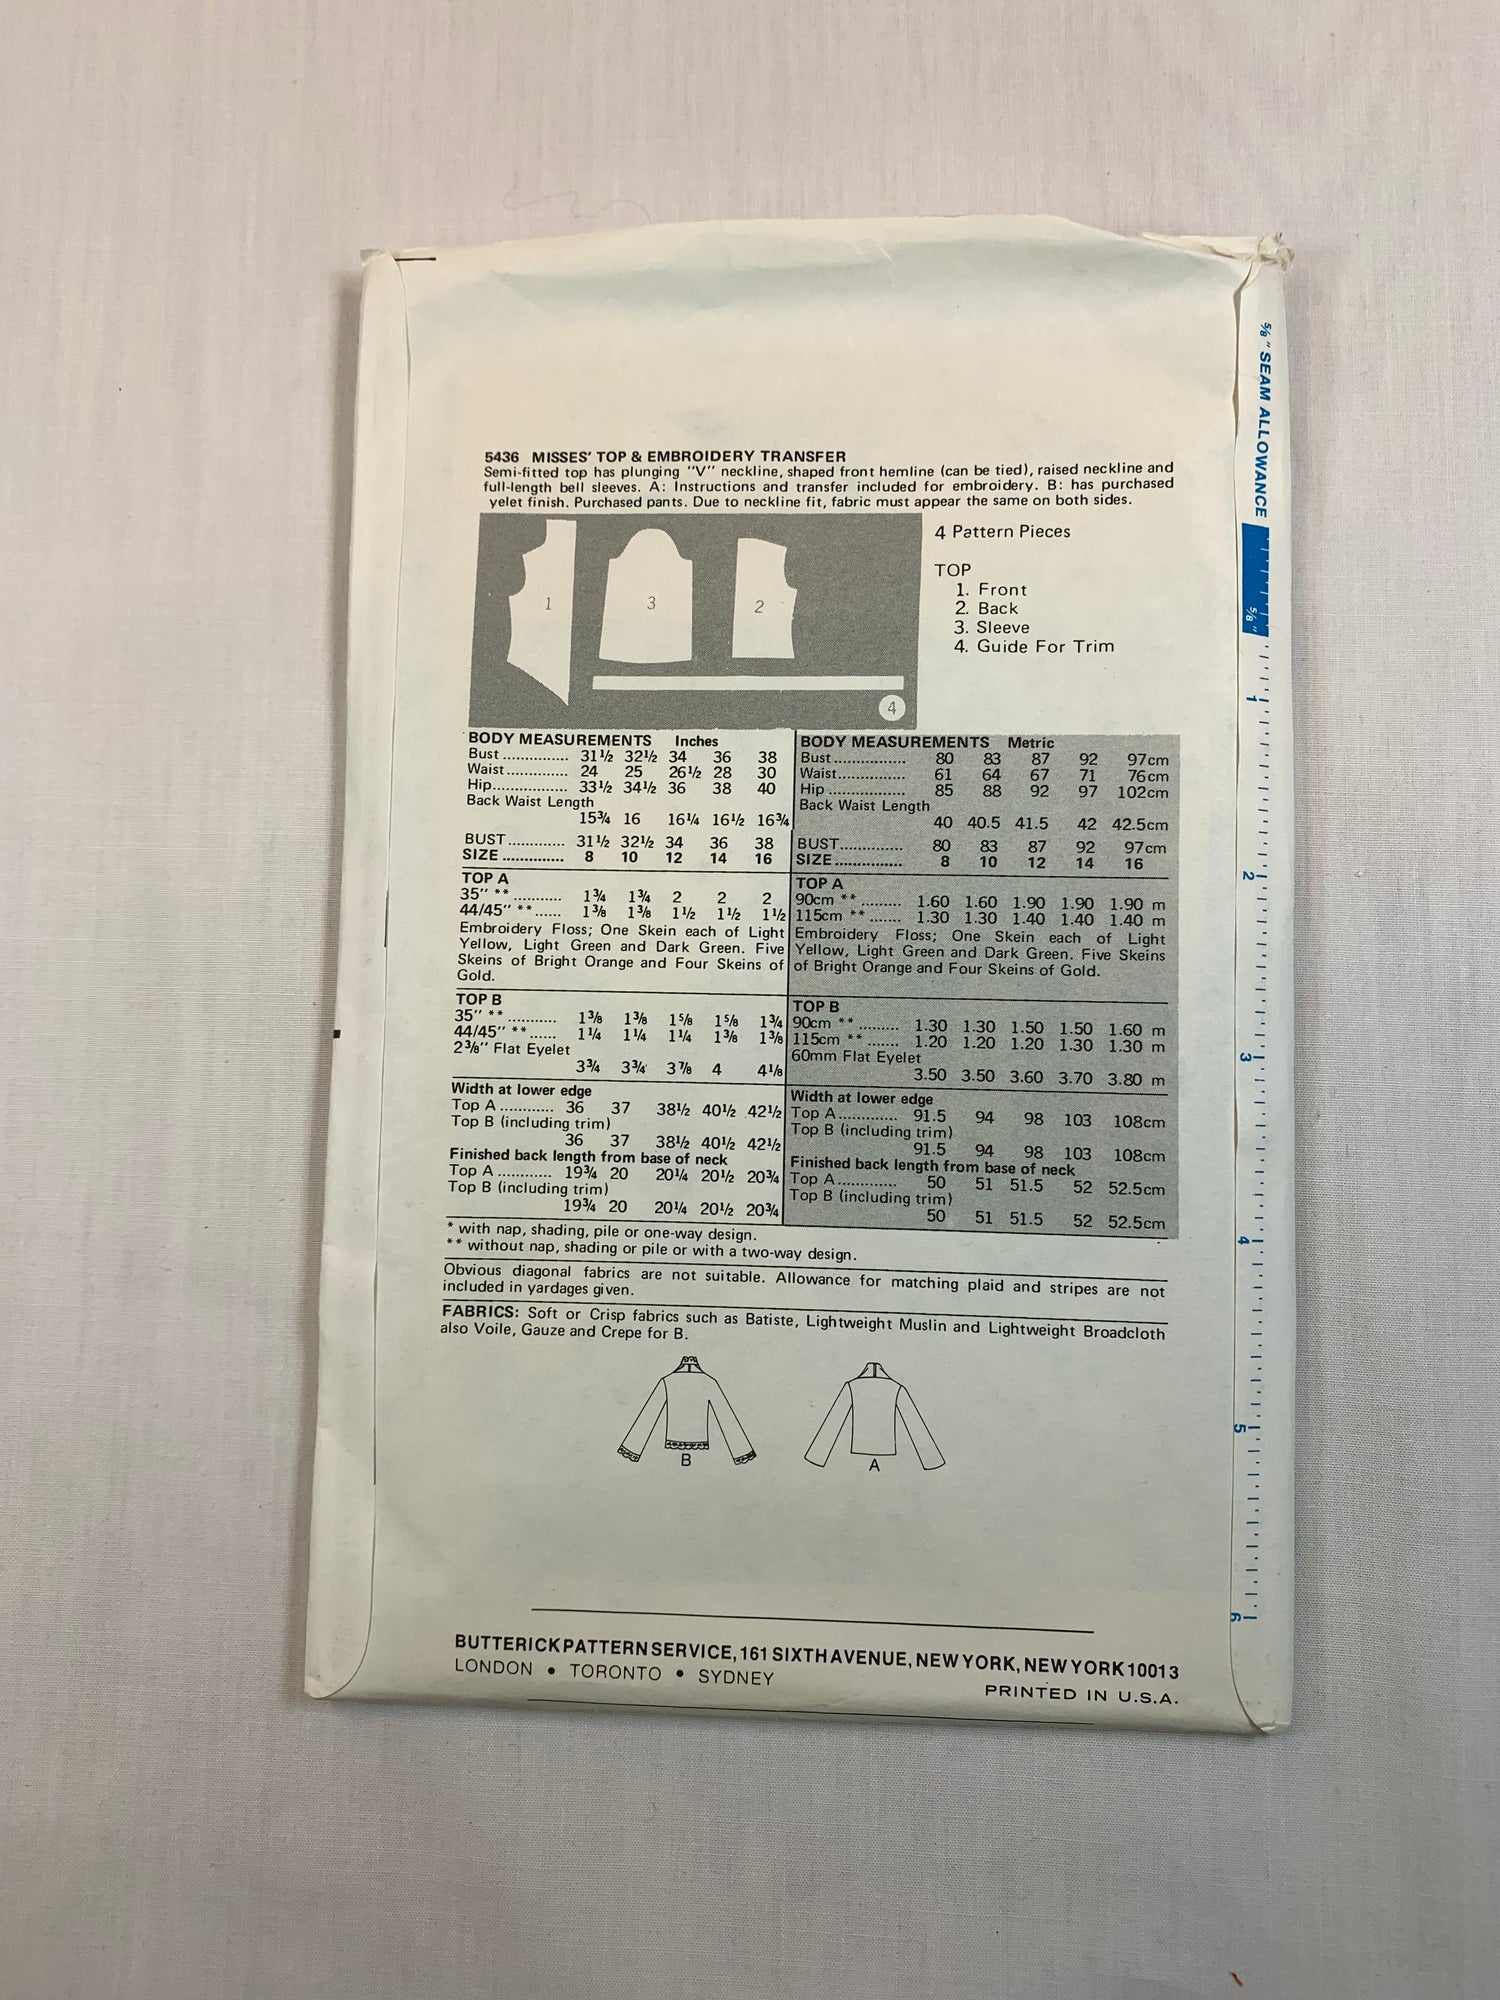 5436 MISSES' TOP & EMBROIDERY TRANSFER
Semi-fitted top has plunging "V" neckline, shaped front hemline (can be tied), raised neckline and
full-length bell sleeves. A: Instructions and transfer included for embroidery. B: has purchased
yelet finish. Purchased pants. Due to neckline fit, fabric must appear the same on both sides.
1 3 2
4
4 Pattern Pieces
TOP
1. Front
2. Back
3. Sleeve
4. Guide For Trim
BODY MEASUREMENTS Inches
Bust ............... 31½ 32½ 34 36 38
Waist.............. 24 25 26½ 28 30
Hip................. 33½ 34½ 36 38 40
Back Waist Length
15¾ 16 16¼ 16½ 16¾
BUST............. 31½ 32½ 34 36 38
SIZE .............. 8 10 12 14 16
TOP A
35" ** ........... 1¾ 1¾ 2 2 2
44/45" ** ...... 1⅜ 1⅜ 1½ 1½ 1½
Embroidery Floss; One Skein each of Light
Yellow, Light Green and Dark Green. Five
Skeins of Bright Orange and Four Skeins of
Gold.
TOP B
35" ** ........... 1⅜ 1⅜ 1⅝ 1⅝ 1¾
44/45" ** ...... 1¼ 1¼ 1¼ 1⅜ 1⅜
2⅜" Flat Eyelet
3¾ 3¾ 3⅞ 4 4⅛
Width at lower edge
Top A ............ 36 37 38½ 40½ 42½
Top B (including trim)
36 37 38½ 40½ 42½
Finished back length from base of neck
Top A ............ 19¾ 20 20¼ 20½ 20¾
Top B (including trim)
19¾ 20 20¼ 20½ 20¾
BODY MEASUREMENTS Metric
Bust ................ 80 83 87 92 97cm
Waist............... 61 64 67 71 76cm
Hip ................. 85 88 92 97 102cm
Back Waist Length
40 40.5 41.5 42 42.5cm
BUST.............. 80 83 87 92 97cm
SIZE ............... 8 10 12 14 16
TOP A
90cm ** ......... 1.60 1.60 1.90 1.90 1.90 m
115cm ** ....... 1.30 1.30 1.40 1.40 1.40 m
Embroidery Floss; One Skein each of Light
Yellow, Light Green and Dark Green. Five Skeins
of Bright Orange and Four Skeins of Gold.
TOP B
90cm ** ......... 1.30 1.30 1.50 1.50 1.60 m
115cm ** ....... 1.20 1.20 1.20 1.30 1.30 m
60mm Flat Eyelet
3.50 3.50 3.60 3.70 3.80 m
Width at lower edge
Top A............. 91.5 94 98 103 108cm
Top B (including trim)
91.5 94 98 103 108cm
Finished back length from base of neck
Top A............. 50 51 51.5 52 52.5cm
Top B (including trim)
50 51 51.5 52 52.5cm
* with nap, shading, pile or one-way design.
** without nap, shading or pile or with a two-way design.
Obvious diagonal fabrics are not suitable. Allowance for matching plaid and stripes are not
included in yardages given.
FABRICS: Soft or Crisp fabrics such as Batiste, Lightweight Muslin and Lightweight Broadcloth
also Voile, Gauze and Crepe for B.
B A
BUTTERICK PATTERN SERVICE, 161 SIXTH AVENUE, NEW YORK, NEW YORK 10013
LONDON • TORONTO • SYDNEY
PRINTED IN U.S.A.
⅝" SEAM ALLOWANCE
⅝"
1
2
3
4
5
6